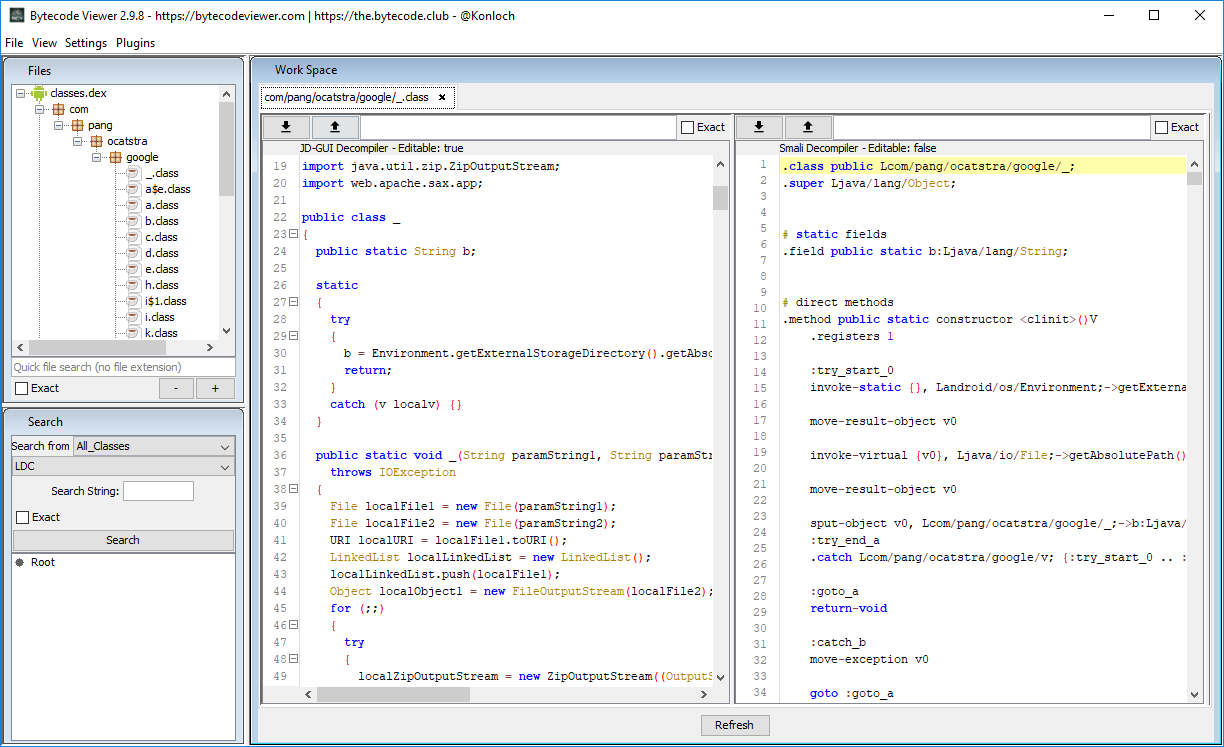 Bytecode Viewer 2.9.8 - https://bytecodeviewer.com | https://the.bytecode.club - @Konloch
File View Settings Plugins
Files
classes.dex
com
pang
ocatstra
google
_.class
a$e.class
a.class
b.class
c.class
d.class
e.class
h.class
i$1.class
i.class
k.class
Quick file search (no file extension)
Exact
- +
Search
Search from All_Classes
LDC
Search String:
Exact
Search
Root
Work Space
com/pang/ocatstra/google/_.class ×
Exact
JD-GUI Decompiler - Editable: true
19 import java.util.zip.ZipOutputStream;
20 import web.apache.sax.app;
21
22 public class _
23 {
24 public static String b;
25
26 static
27 {
28 try
29 {
30 b = Environment.getExternalStorageDirectory().getAbso
31 return;
32 }
33 catch (v localv) {}
34 }
35
36 public static void _(String paramString1, String paramStr
37 throws IOException
38 {
39 File localFile1 = new File(paramString1);
40 File localFile2 = new File(paramString2);
41 URI localURI = localFile1.toURI();
42 LinkedList localLinkedList = new LinkedList();
43 localLinkedList.push(localFile1);
44 Object localObject1 = new FileOutputStream(localFile2);
45 for (;;)
46 {
47 try
48 {
49 localZipOutputStream = new ZipOutputStream((OutputS
Exact
Smali Decompiler - Editable: false
1 .class public Lcom/pang/ocatstra/google/_;
2 .super Ljava/lang/Object;
3
4
5 # static fields
6 .field public static b:Ljava/lang/String;
7
8
9 # direct methods
10 .method public static constructor <clinit>()V
11 .registers 1
12
13 :try_start_0
14 invoke-static {}, Landroid/os/Environment;->getExterna
15
16 move-result-object v0
17
18 invoke-virtual {v0}, Ljava/io/File;->getAbsolutePath()
19
20 move-result-object v0
21
22 sput-object v0, Lcom/pang/ocatstra/google/_;->b:Ljava/
23 :try_end_a
24 .catch Lcom/pang/ocatstra/google/v; {:try_start_0 .. :
25
26 :goto_a
27 return-void
28
29 :catch_b
30 move-exception v0
31
32 goto :goto_a
33
34
Refresh